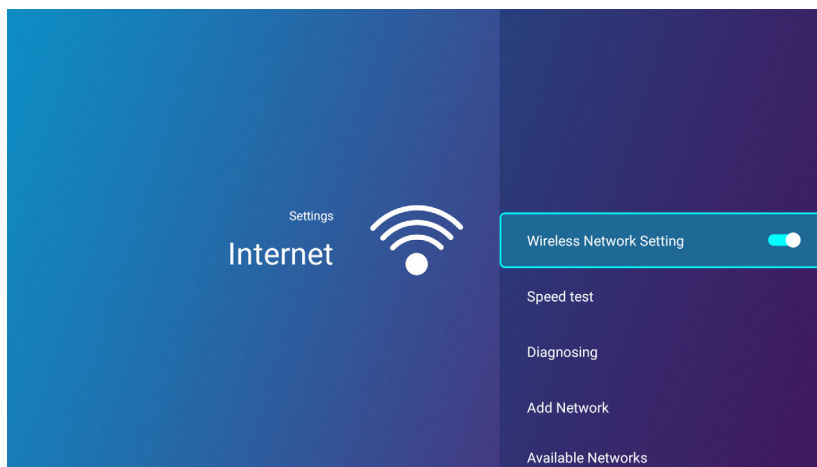 Settings
Internet
Wireless Network Setting
Speed test
Diagnosing
Add Network
Available Networks